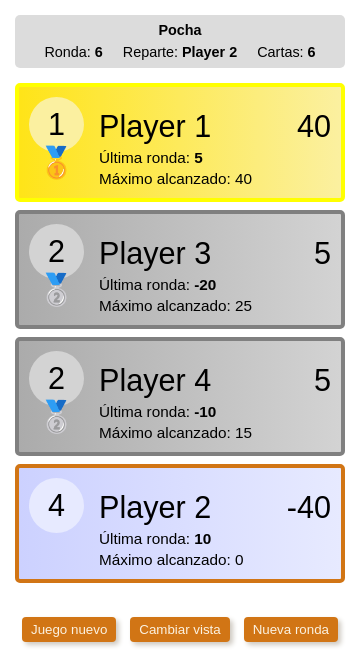 Pocha
Ronda: 6 Reparte: Player 2 Cartas: 6
1
Player 1 40
Última ronda: 5
Máximo alcanzado: 40
2
Player 3 5
Última ronda: -20
Máximo alcanzado: 25
2
Player 4 5
Última ronda: -10
Máximo alcanzado: 15
4
Player 2 -40
Última ronda: 10
Máximo alcanzado: 0
Juego nuevo Cambiar vista Nueva ronda